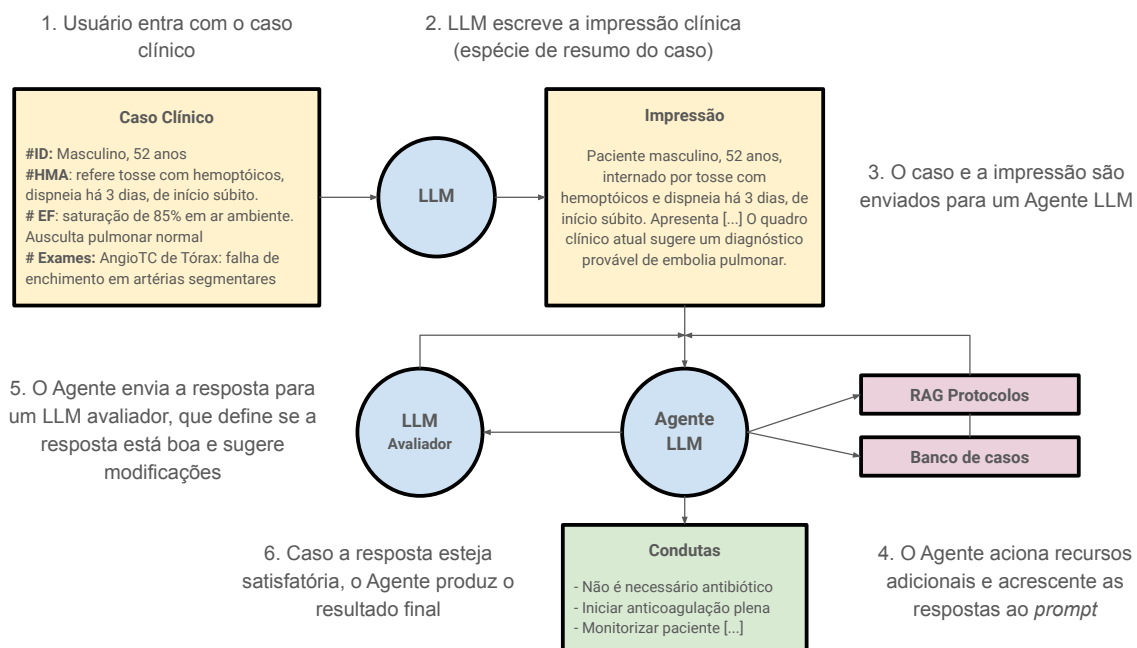 1. Usuário entra com o caso
clínico
2. LLM escreve a impressão clínica
(espécie de resumo do caso)
Caso Clínico
#ID: Masculino, 52 anos
#HMA: refere tosse com hemoptóicos,
dispneia há 3 dias, de início súbito.
# EF: saturação de 85% em ar ambiente.
Ausculta pulmonar normal
# Exames: AngioTC de Tórax: falha de
enchimento em artérias segmentares
LLM
Impressão
Paciente masculino, 52 anos,
internado por tosse com
hemoptóicos e dispneia há 3 dias, de
início súbito. Apresenta [...] O quadro
clínico atual sugere um diagnóstico
provável de embolia pulmonar.
3. O caso e a impressão são
enviados para um Agente LLM
5. O Agente envia a resposta para
um LLM avaliador, que define se a
resposta está boa e sugere
modificações
LLM
Avaliador
Agente
LLM
RAG Protocolos
Banco de casos
6. Caso a resposta esteja
satisfatória, o Agente produz o
resultado final
Condutas
- Não é necessário antibiótico
- Iniciar anticoagulação plena
- Monitorizar paciente [...]
4. O Agente aciona recursos
adicionais e acrescente as
respostas ao prompt